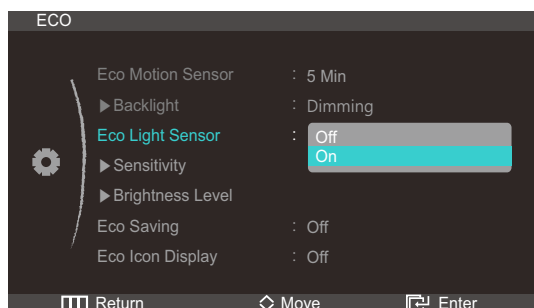 ECO
Eco Motion Sensor : 5 Min
▶Backlight : Dimming
Eco Light Sensor : Off
On
▶Sensitivity
▶Brightness Level
Eco Saving : Off
Eco Icon Display : Off
Return Move Enter